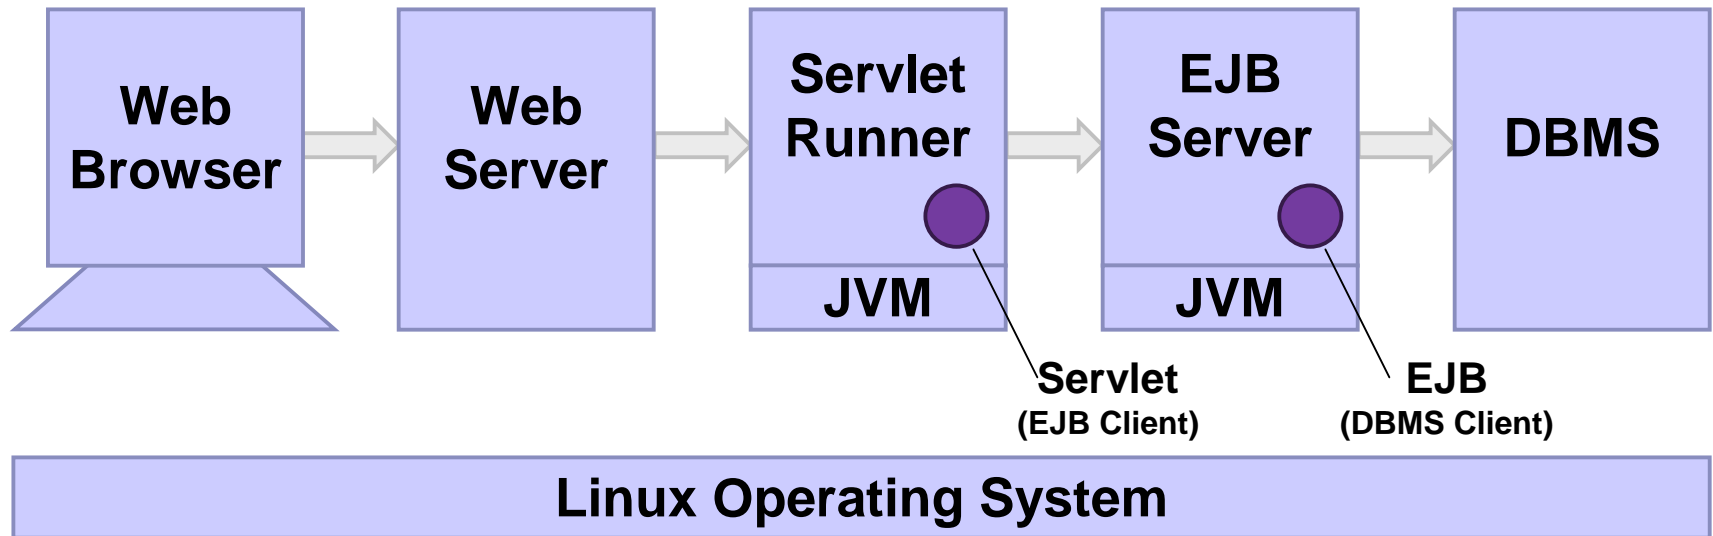 Web
Browser
Web
Server
Servlet
Runner
JVM
EJB
Server
JVM
DBMS
Servlet
(EJB Client)
EJB
(DBMS Client)
Linux Operating System